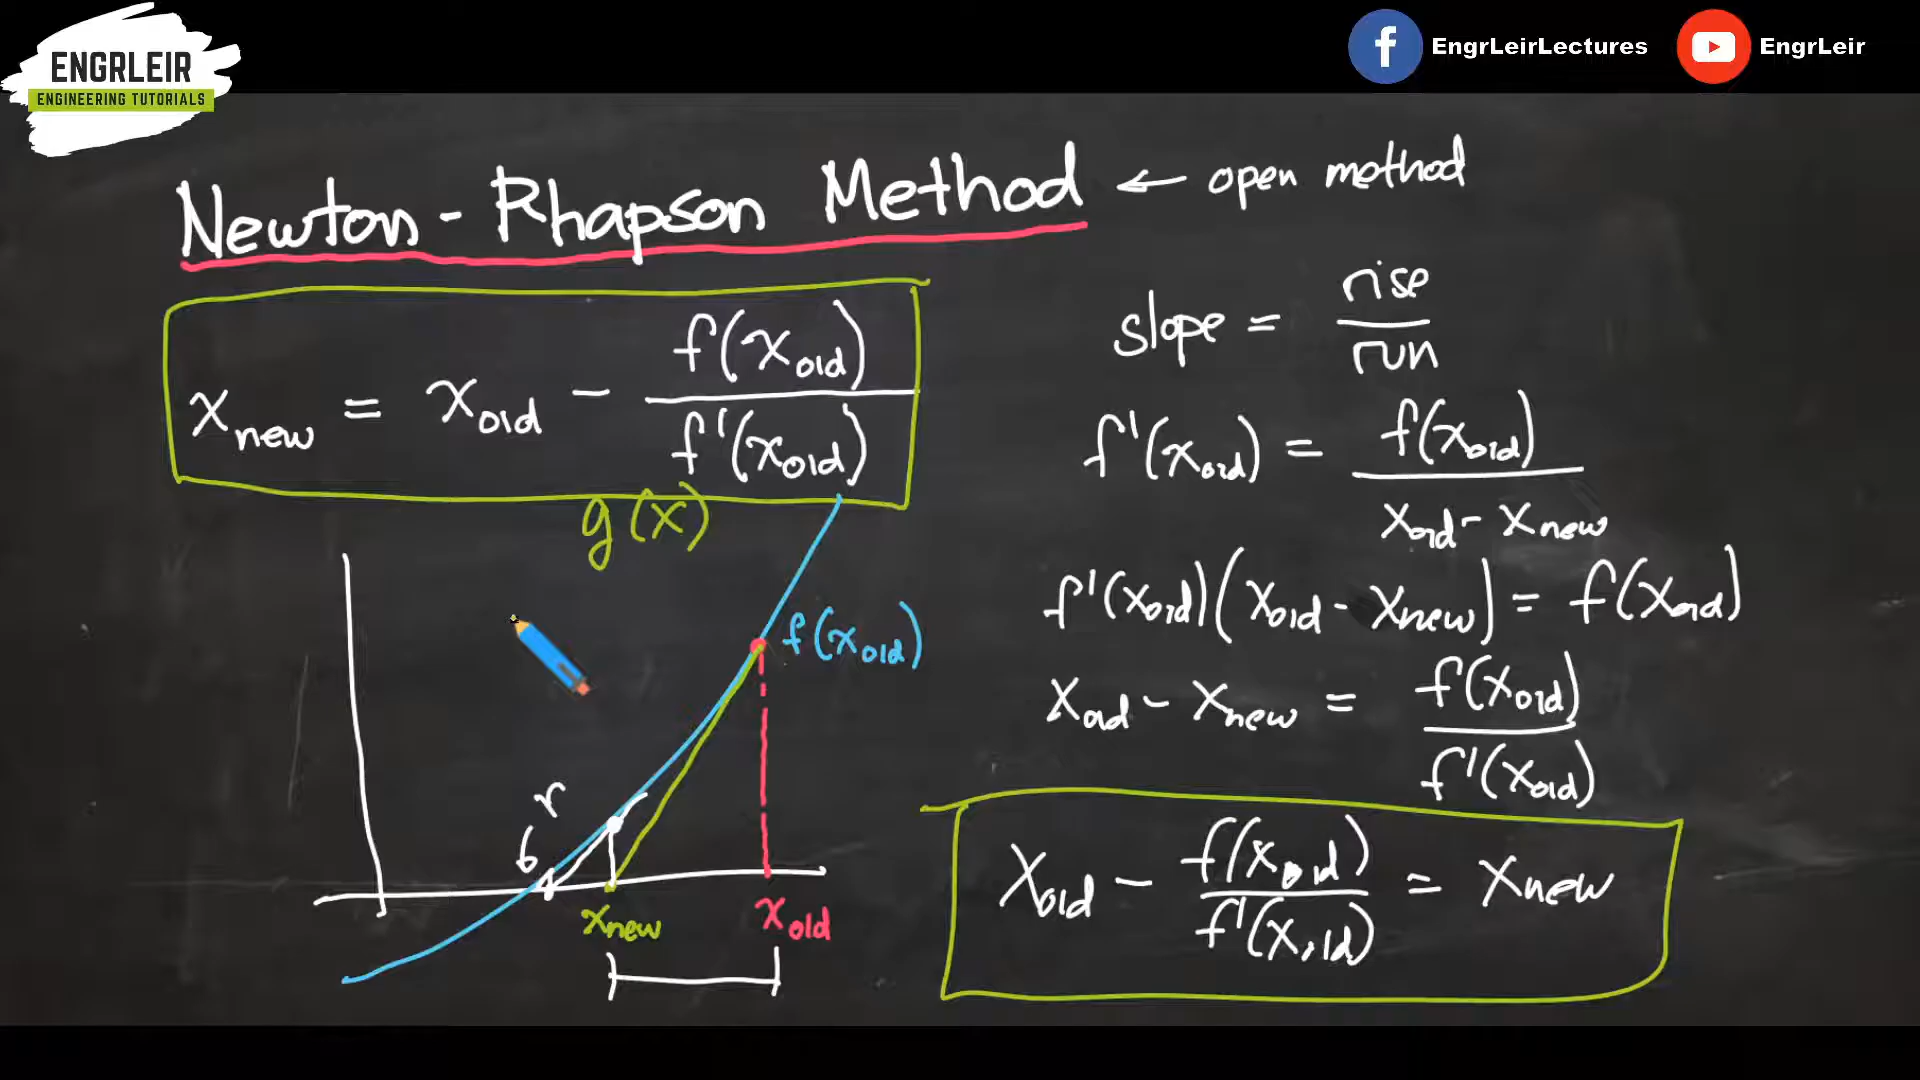 ENGRLEIR
ENGINEERING TUTORIALS
EngrLeirLectures
EngrLeir
Newton - Rhapson Method ← open method
x_new = x_old - f(x_old) / f'(x_old)
g(x)
f(x_old)
r
6
x_new
x_old
slope = rise / run
f'(x_old) = f(x_old) / x_old - x_new
f'(x_old)(x_old - x_new) = f(x_old)
x_old - x_new = f(x_old) / f'(x_old)
x_old - f(x_old) / f'(x_old) = x_new